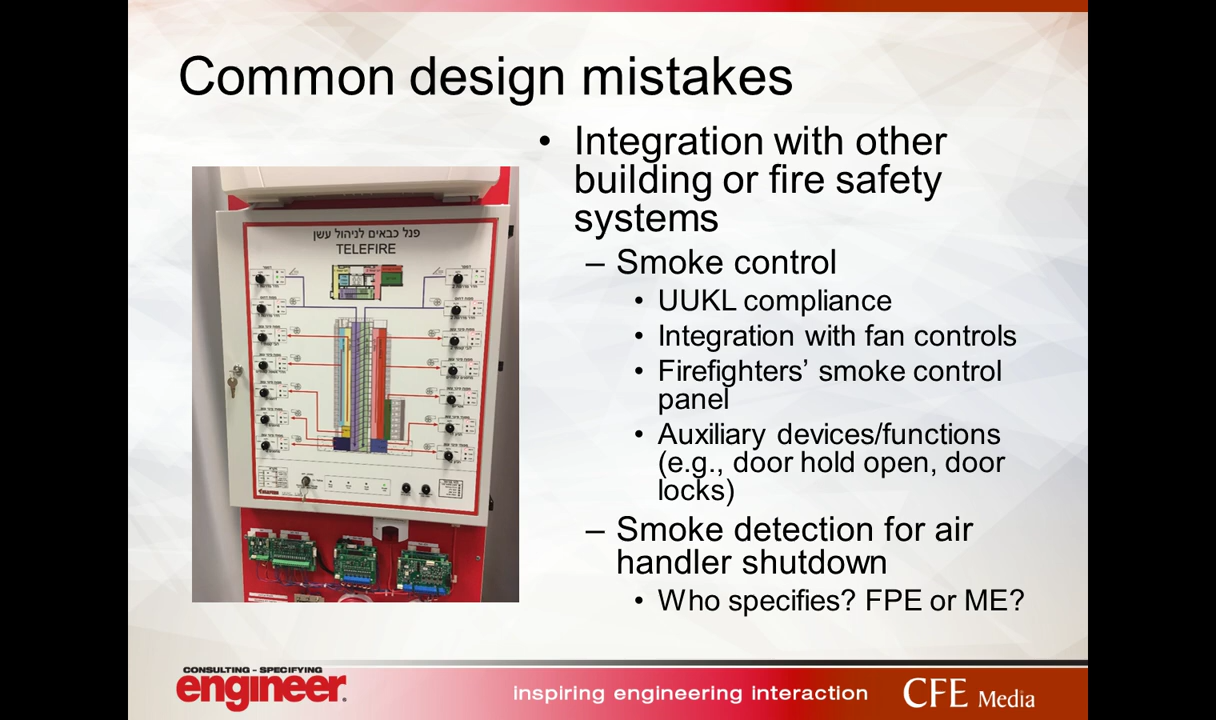 Common design mistakes
• Integration with other
building or fire safety
systems
– Smoke control
• UUKL compliance
• Integration with fan controls
• Firefighters’ smoke control
panel
• Auxiliary devices/functions
(e.g., door hold open, door
locks)
– Smoke detection for air
handler shutdown
• Who specifies? FPE or ME?
פנל כבאים לניהול עשן
TELEFIRE
CONSULTING - SPECIFYING
engineer
inspiring engineering interaction
CFE Media